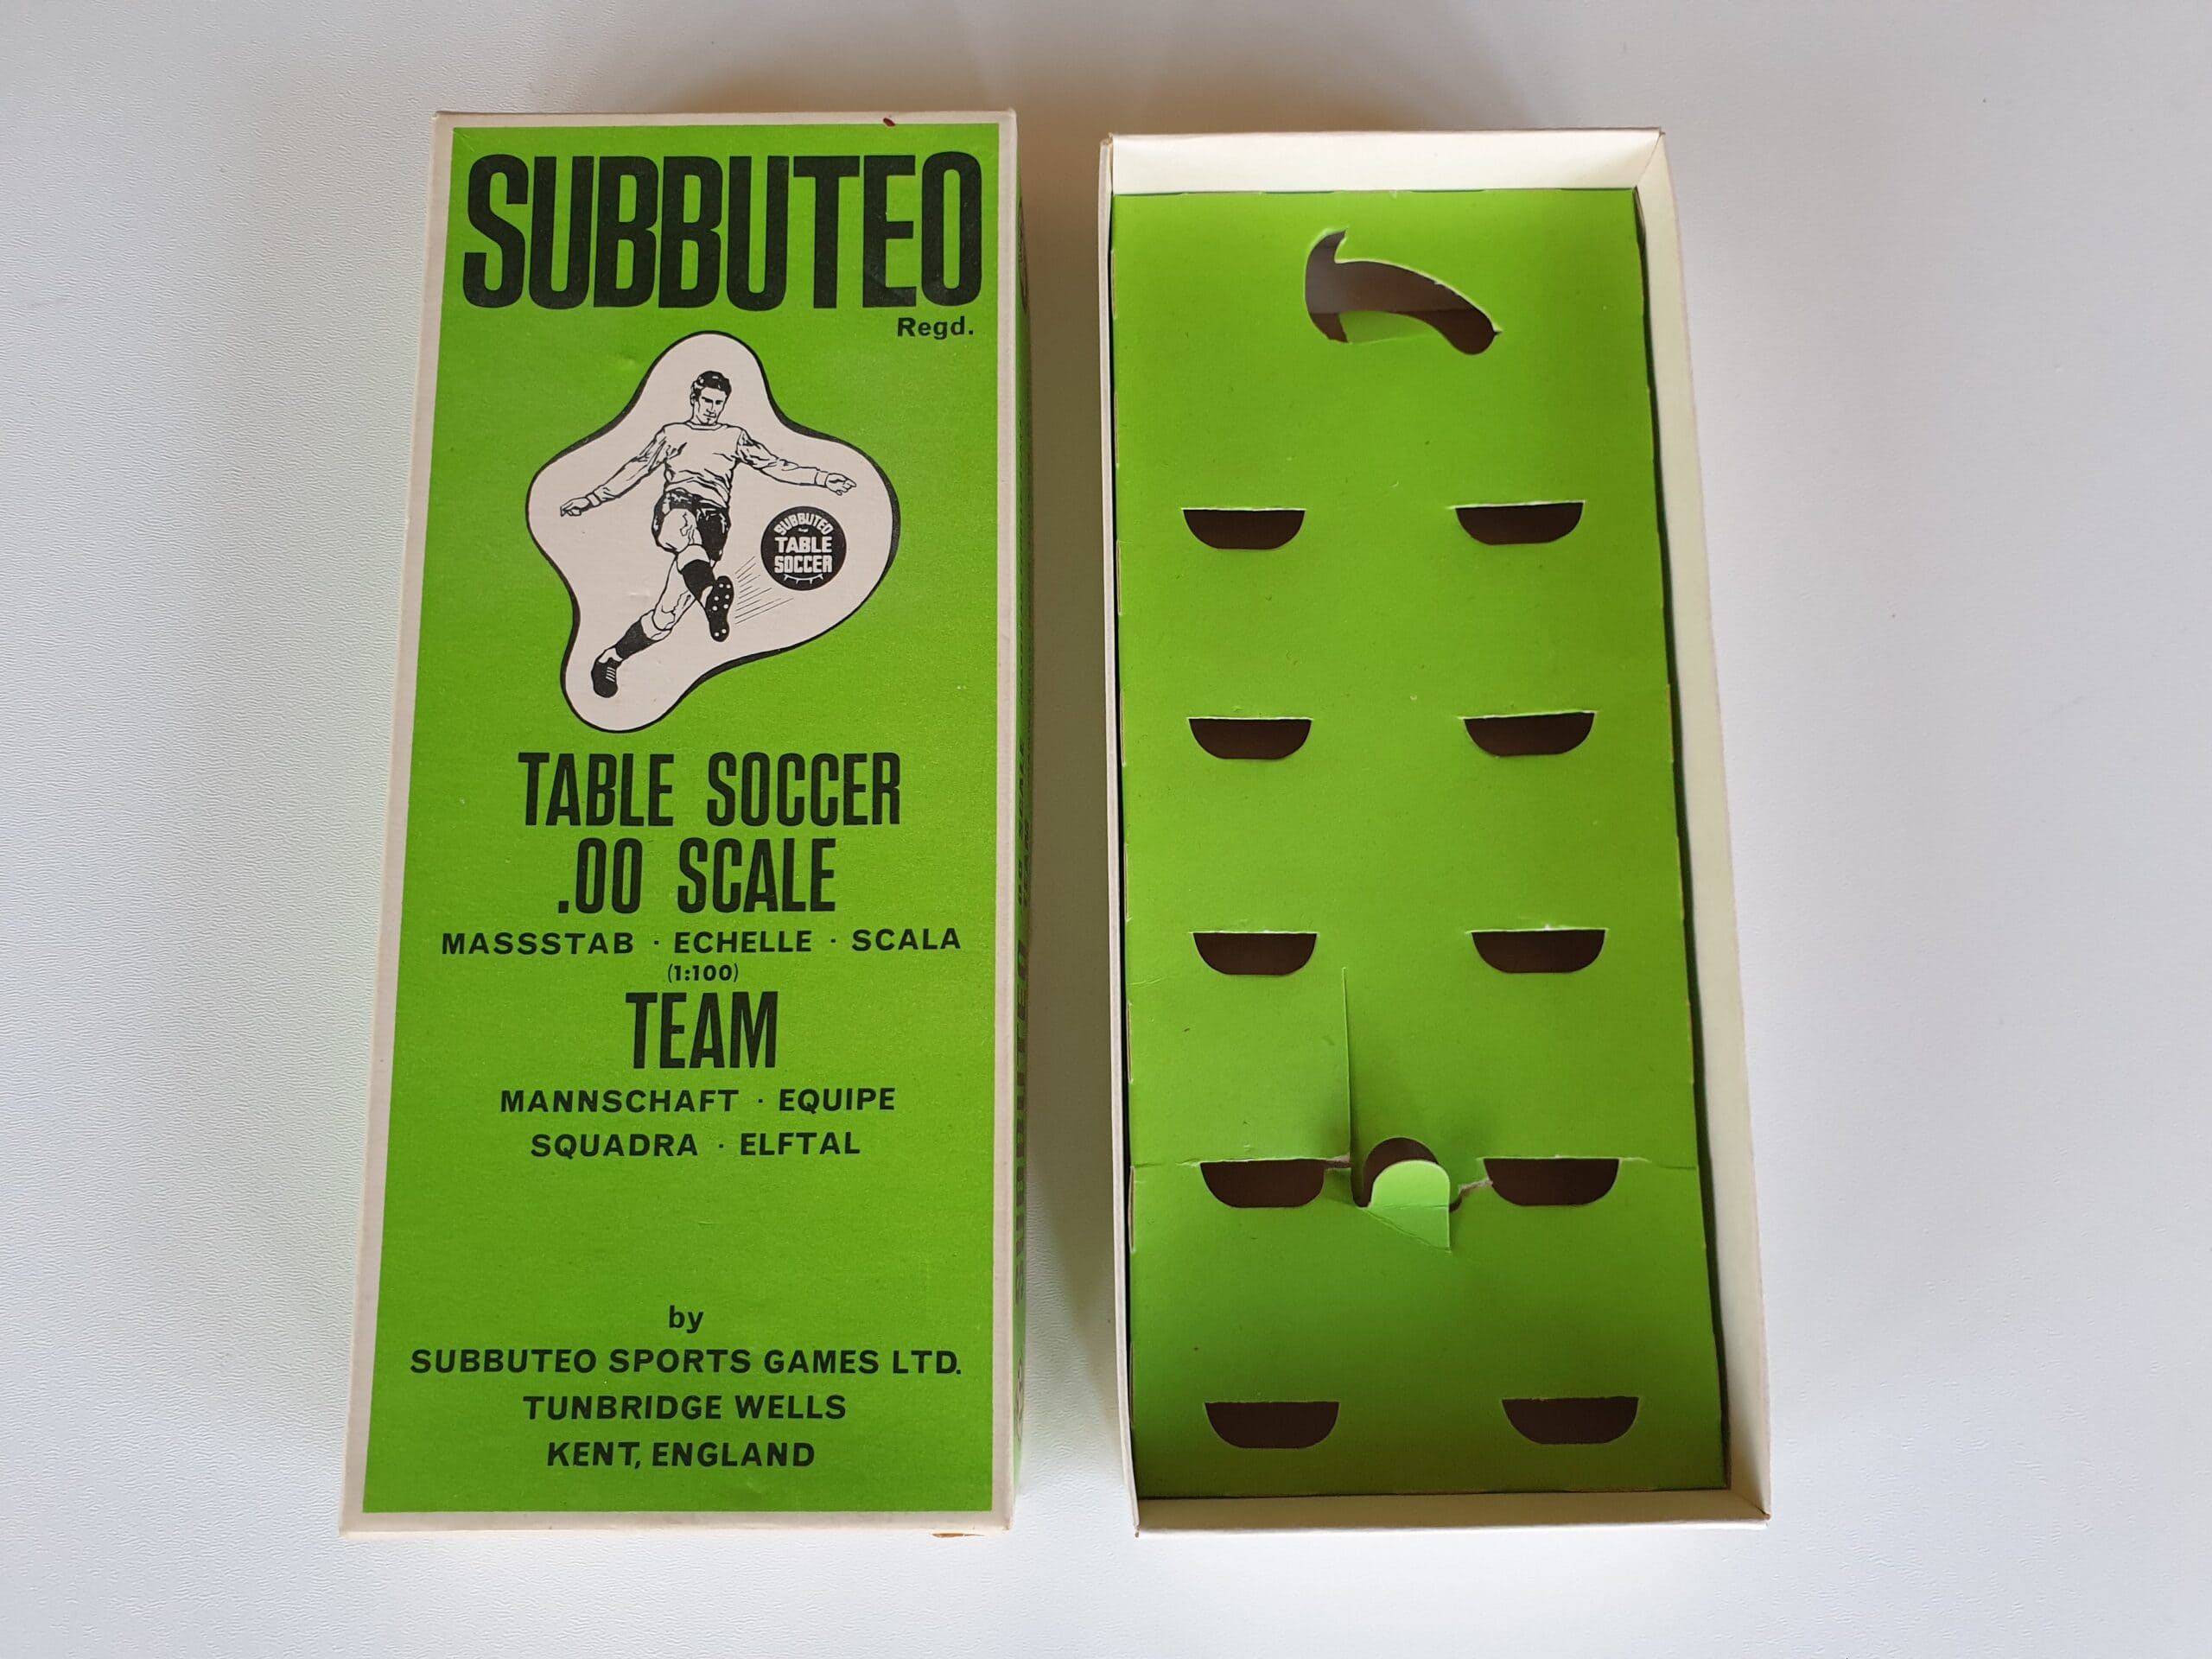 SUBBUTEO
Regd.
SUBBUTEO
TABLE
SOCCER
TABLE SOCCER
.00 SCALE
MASSSTAB · ECHELLE · SCALA
(1:100)
TEAM
MANNSCHAFT · EQUIPE
SQUADRA · ELFTAL
by
SUBBUTEO SPORTS GAMES LTD.
TUNBRIDGE WELLS
KENT, ENGLAND